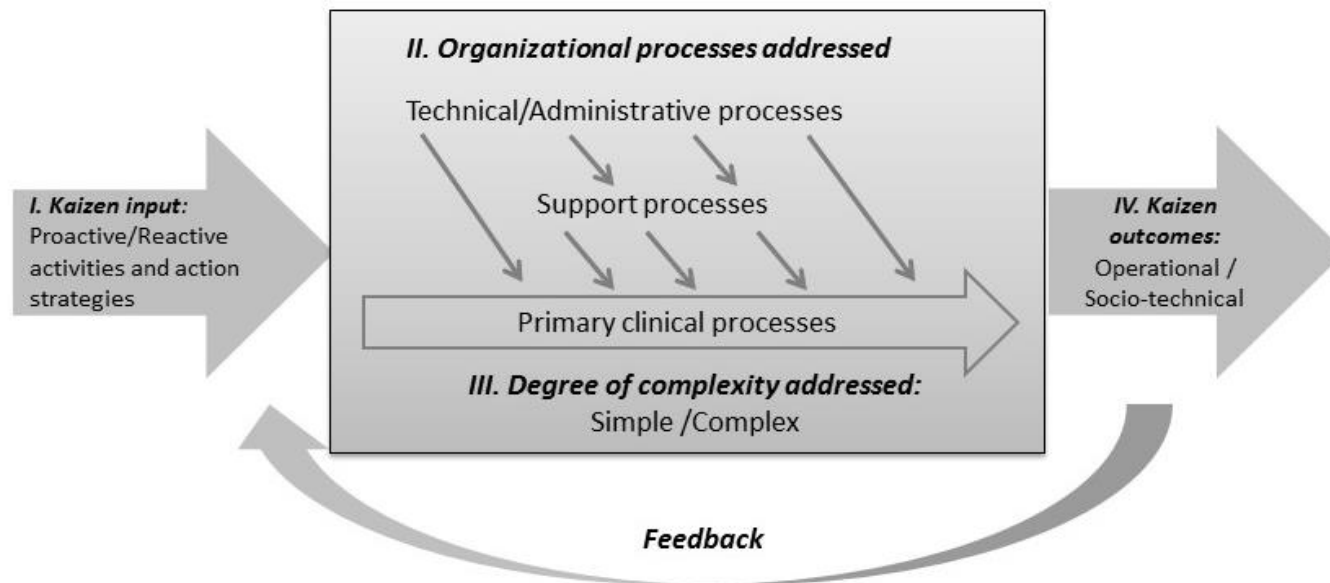 II. Organizational processes addressed
Technical/Administrative processes
Support processes
Primary clinical processes
III. Degree of complexity addressed:
Simple /Complex
I. Kaizen input:
Proactive/Reactive
activities and action
strategies
IV. Kaizen
outcomes:
Operational /
Socio-technical
Feedback